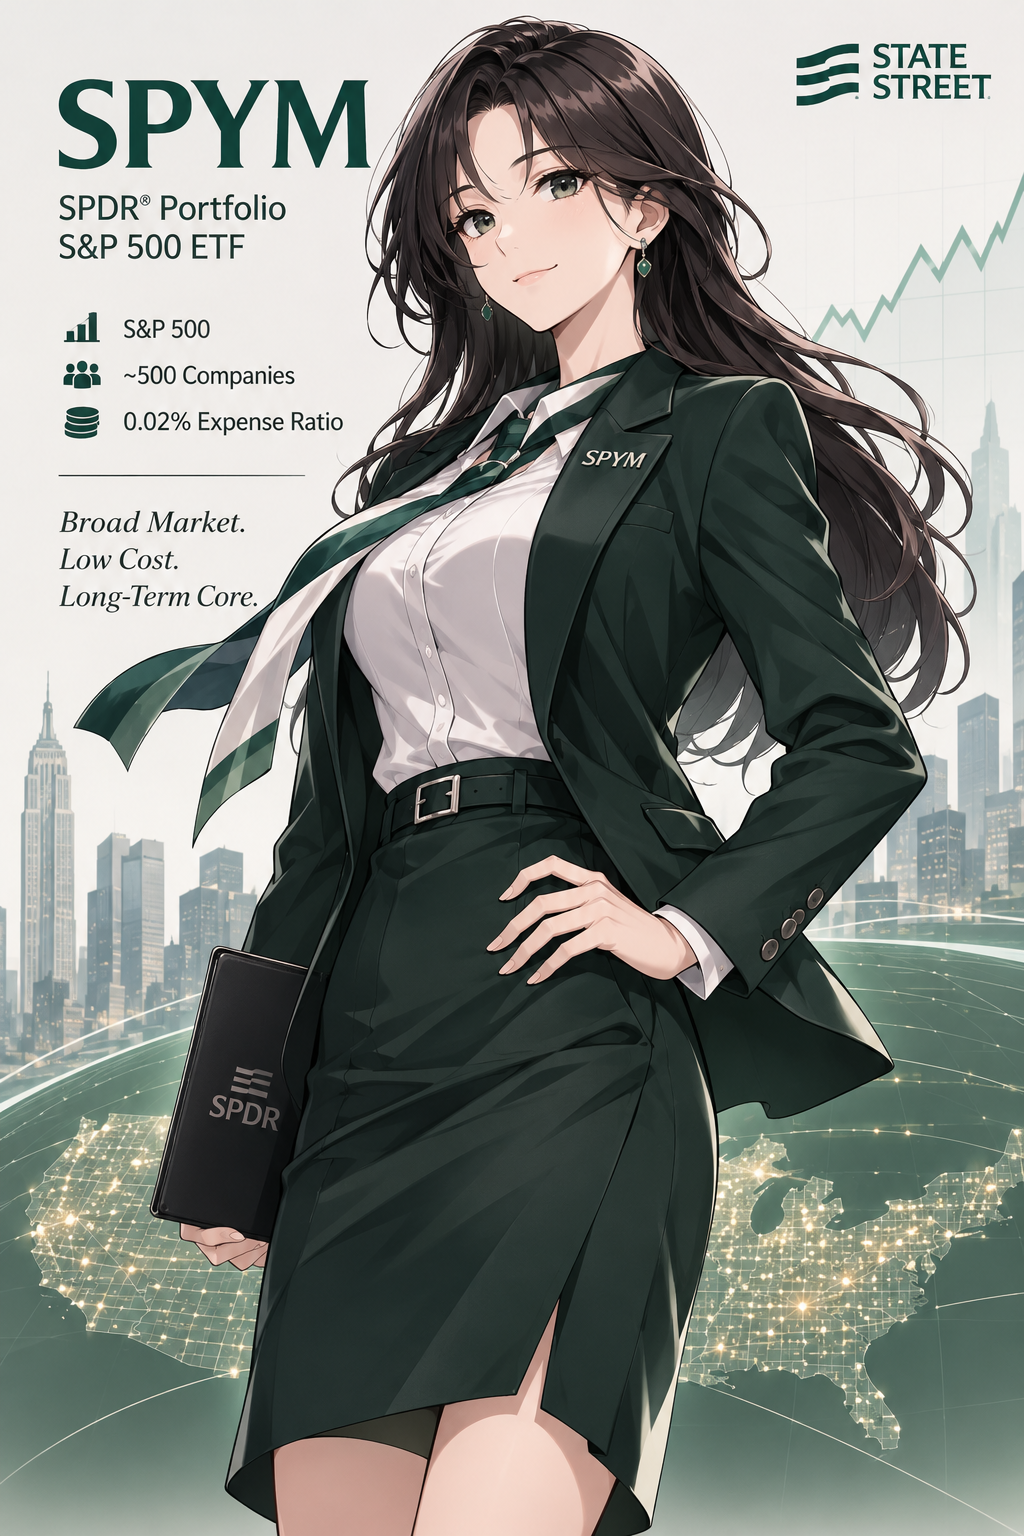 SPYM
SPDR® Portfolio
S&P 500 ETF
S&P 500
~500 Companies
0.02% Expense Ratio
Broad Market.
Low Cost.
Long-Term Core.
STATE
STREET
SPYM
SPDR